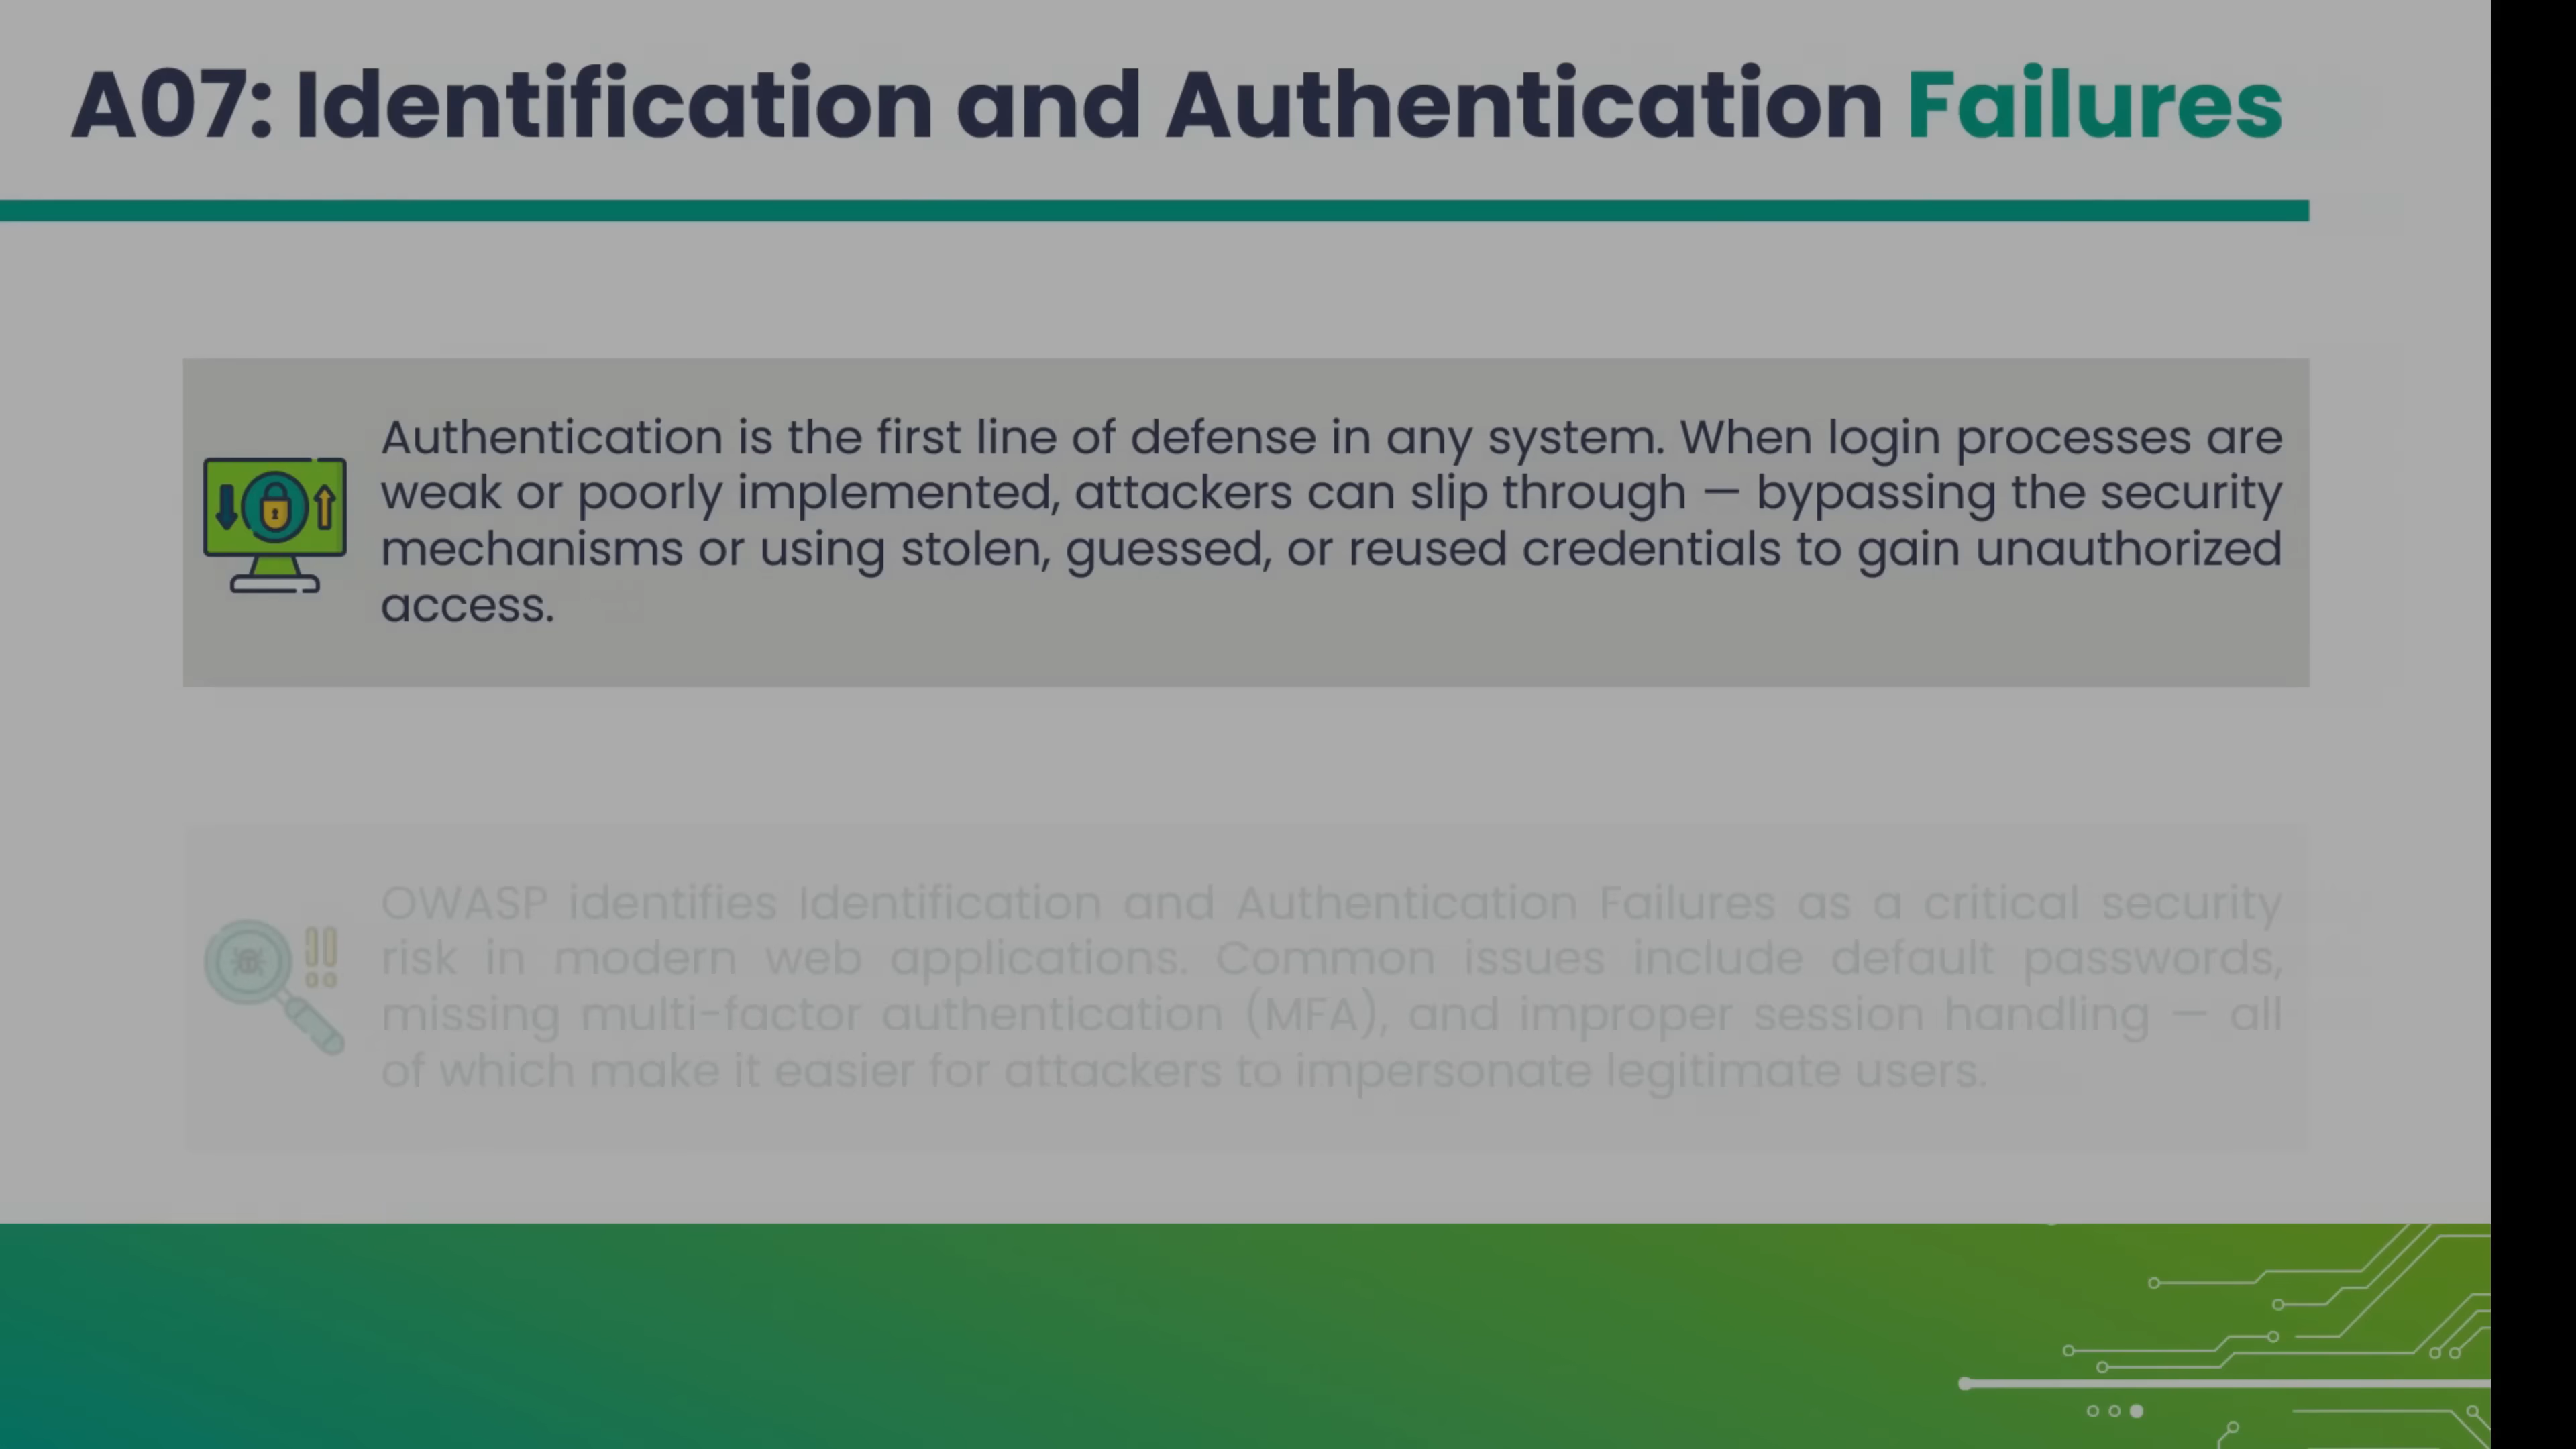 A07: Identification and Authentication Failures
Authentication is the first line of defense in any system. When login processes are
weak or poorly implemented, attackers can slip through — bypassing the security
mechanisms or using stolen, guessed, or reused credentials to gain unauthorized
access.
OWASP identifies Identification and Authentication Failures as a critical security
risk in modern web applications. Common issues include default passwords,
missing multi-factor authentication (MFA), and improper session handling — all
of which make it easier for attackers to impersonate legitimate users.